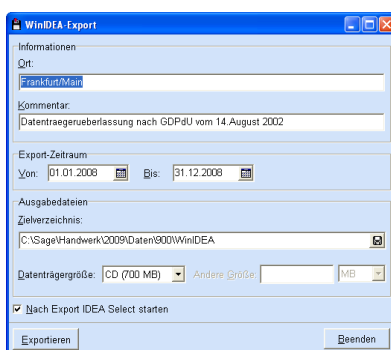 WinIDEA-Export
Informationen
Ort:
Frankfurt/Main
Kommentar:
Datentraegerueberlassung nach GDPdU vom 14.August 2002
Export-Zeitraum
Von: 01.01.2008 Bis: 31.12.2008
Ausgabedateien
Zielverzeichnis:
C:\Sage\Handwerk\2009\Daten\900\WinIDEA
Datenträgergröße: CD (700 MB) Andere Größe: MB
Nach Export IDEA Select starten
Exportieren Beenden